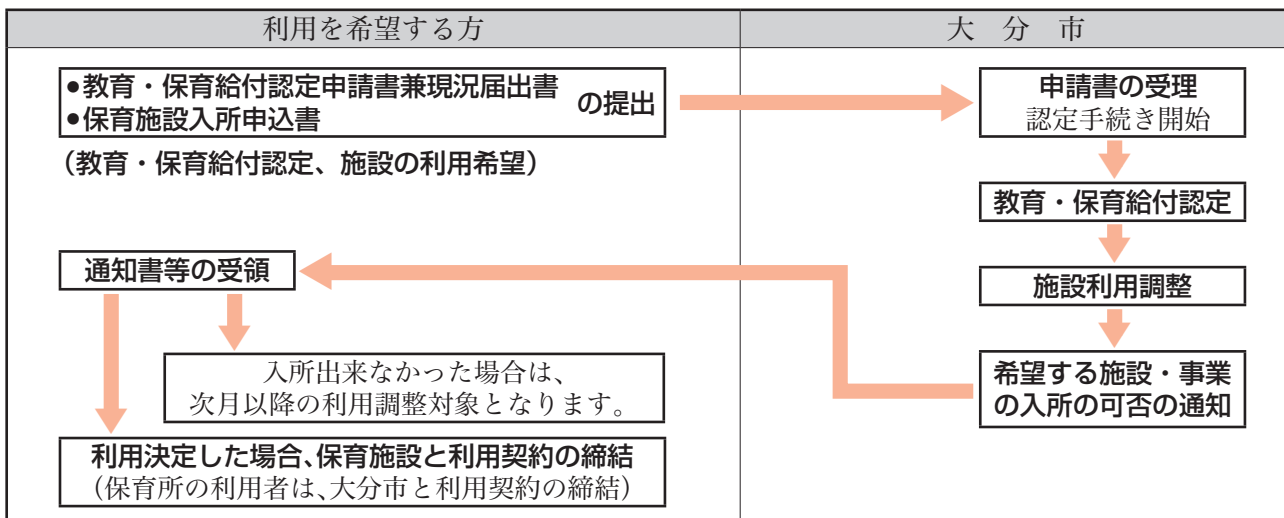 利用を希望する方
大　分　市
●教育・保育給付認定申請書兼現況届出書
●保育施設入所申込書
の提出
（教育・保育給付認定、施設の利用希望）
申請書の受理
認定手続き開始
教育・保育給付認定
施設利用調整
希望する施設・事業
の入所の可否の通知
通知書等の受領
入所出来なかった場合は、
次月以降の利用調整対象となります。
利用決定した場合、保育施設と利用契約の締結
（保育所の利用者は、大分市と利用契約の締結）